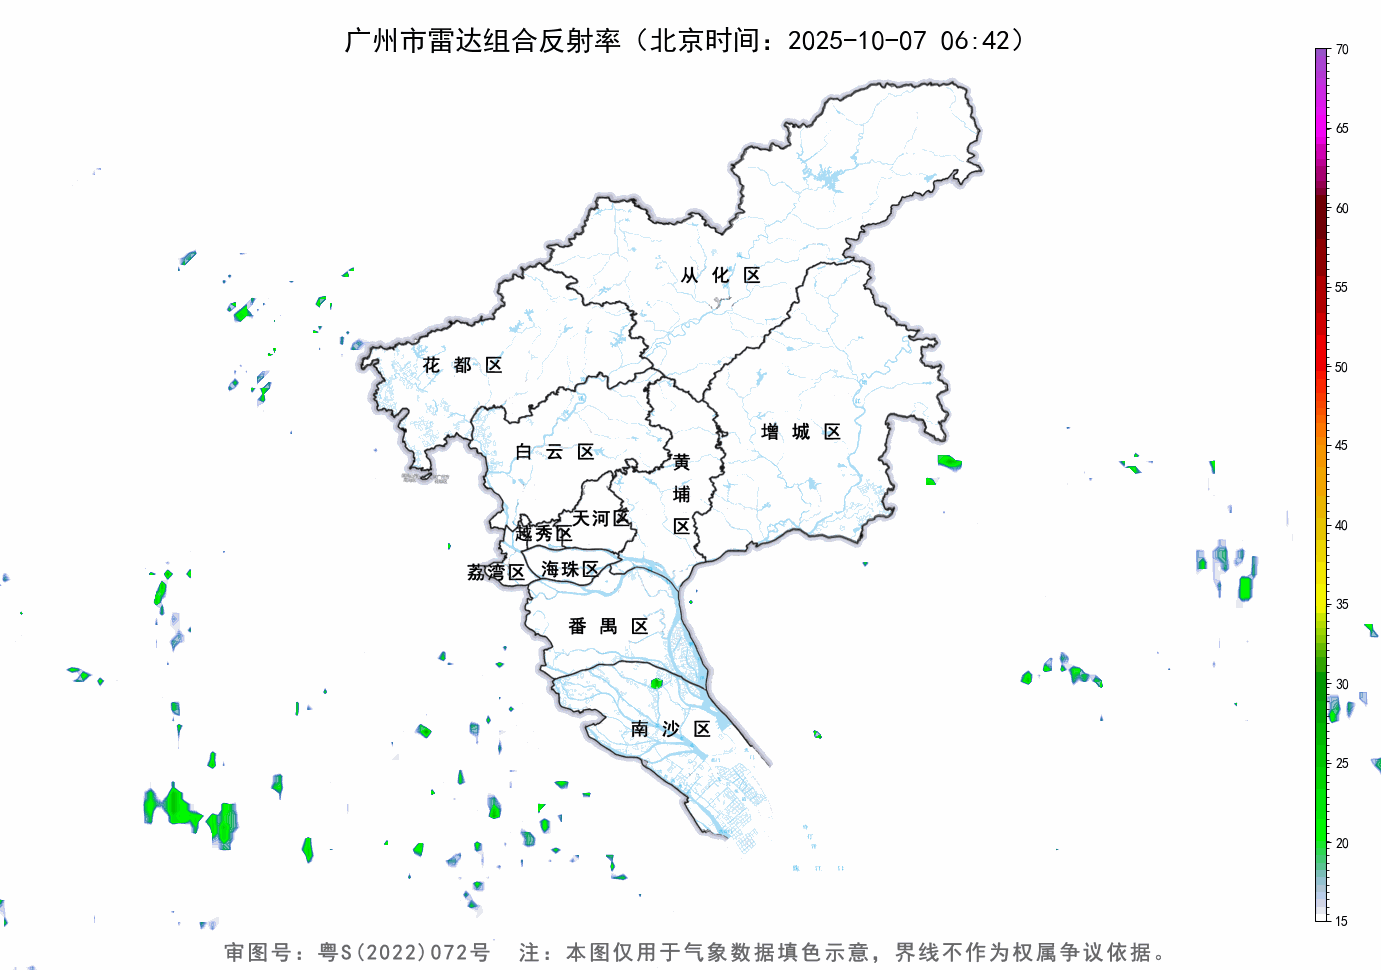 广州市雷达组合反射率（北京时间：2025-10-07 06:42）
70
65
60
55
50
45
40
35
30
25
20
15
从化区
花都区
增城区
白云区
黄埔区
天河区
越秀区
荔湾区
海珠区
番禺区
南沙区
审图号：粤S(2022)072号 注：本图仅用于气象数据填色示意，界线不作为权属争议依据。